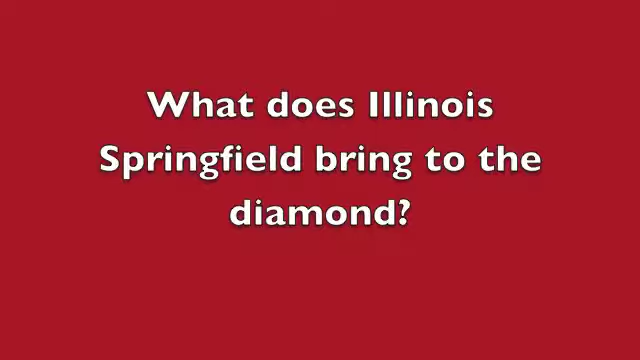 What does Illinois
Springfield bring to the
diamond?